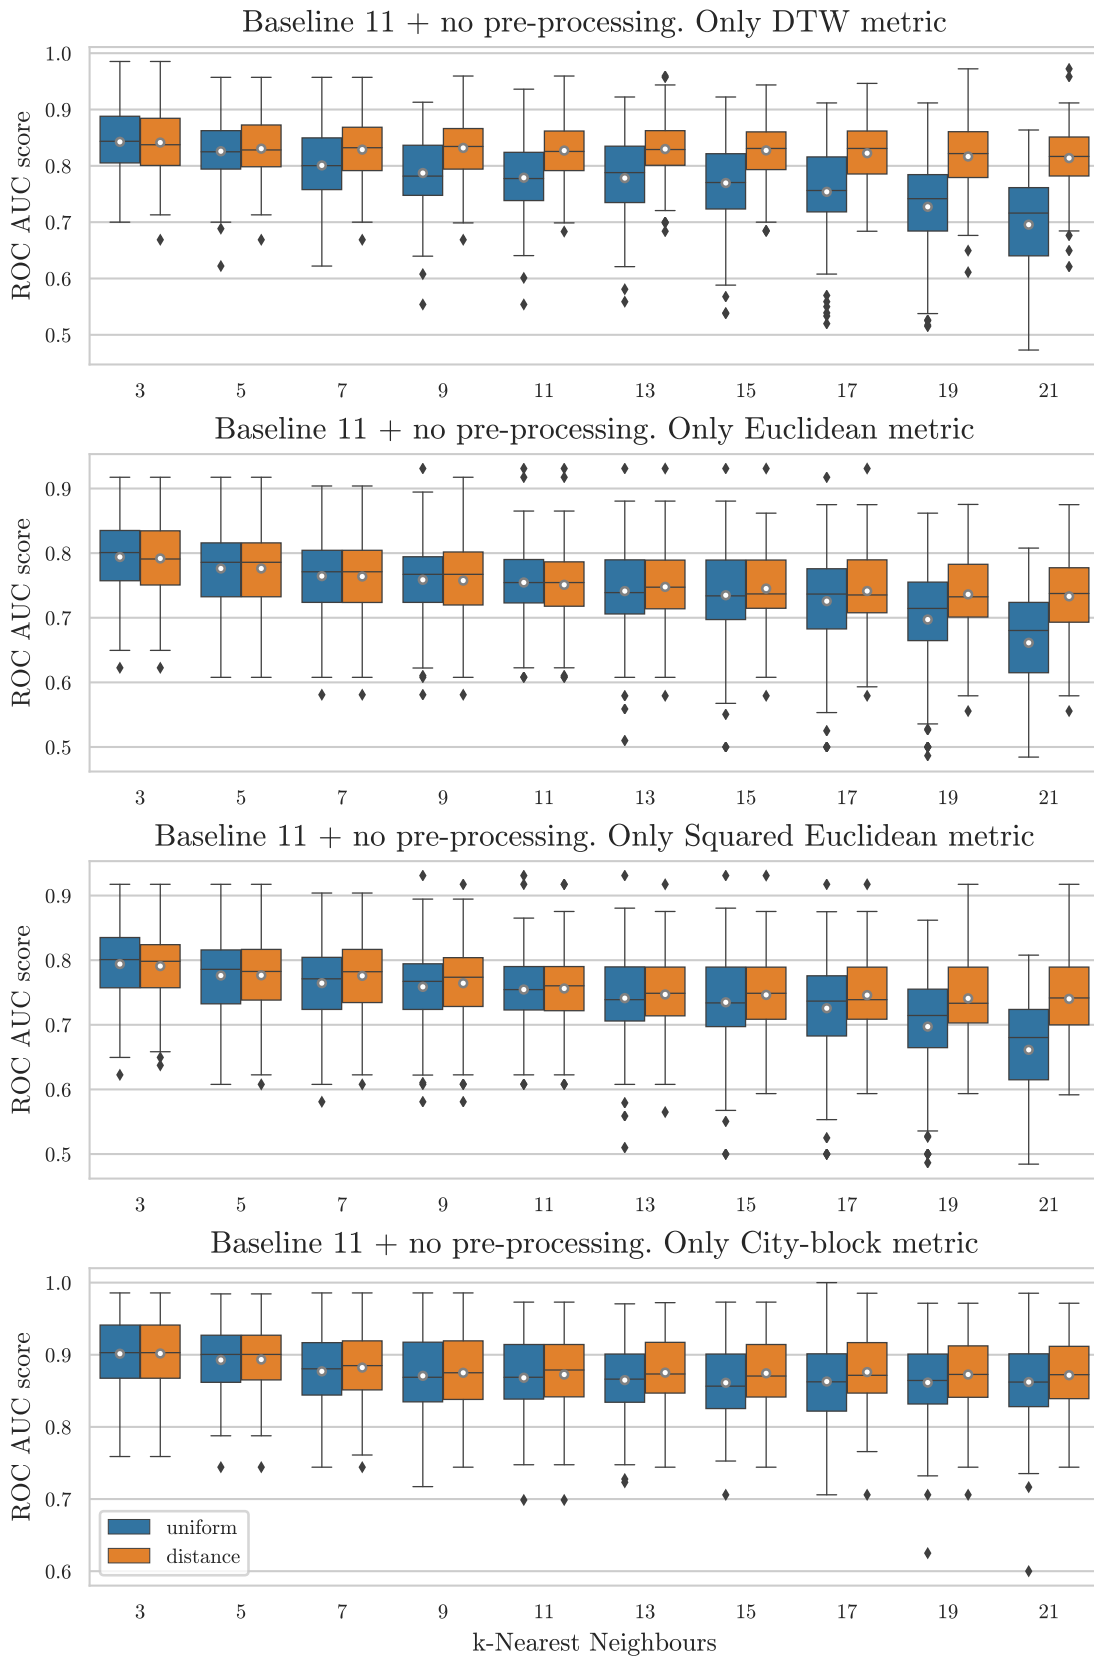 Baseline 11 + no pre-processing. Only DTW metric
ROC AUC score
1.0
0.9
0.8
0.7
0.6
0.5
3 5 7 9 11 13 15 17 19 21
Baseline 11 + no pre-processing. Only Euclidean metric
ROC AUC score
0.9
0.8
0.7
0.6
0.5
3 5 7 9 11 13 15 17 19 21
Baseline 11 + no pre-processing. Only Squared Euclidean metric
ROC AUC score
0.9
0.8
0.7
0.6
0.5
3 5 7 9 11 13 15 17 19 21
Baseline 11 + no pre-processing. Only City-block metric
ROC AUC score
1.0
0.9
0.8
0.7
0.6
uniform
distance
3 5 7 9 11 13 15 17 19 21
k-Nearest Neighbours